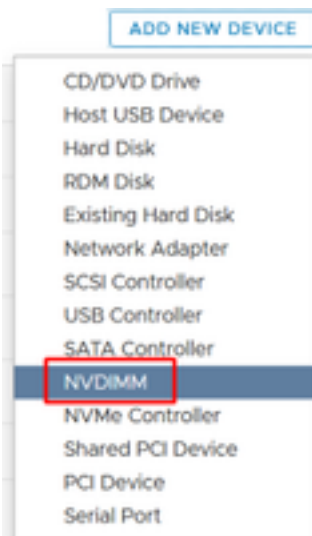 ADD NEW DEVICE
CD/DVD Drive
Host USB Device
Hard Disk
RDM Disk
Existing Hard Disk
Network Adapter
SCSI Controller
USB Controller
SATA Controller
NVDIMM
NVMe Controller
Shared PCI Device
PCI Device
Serial Port